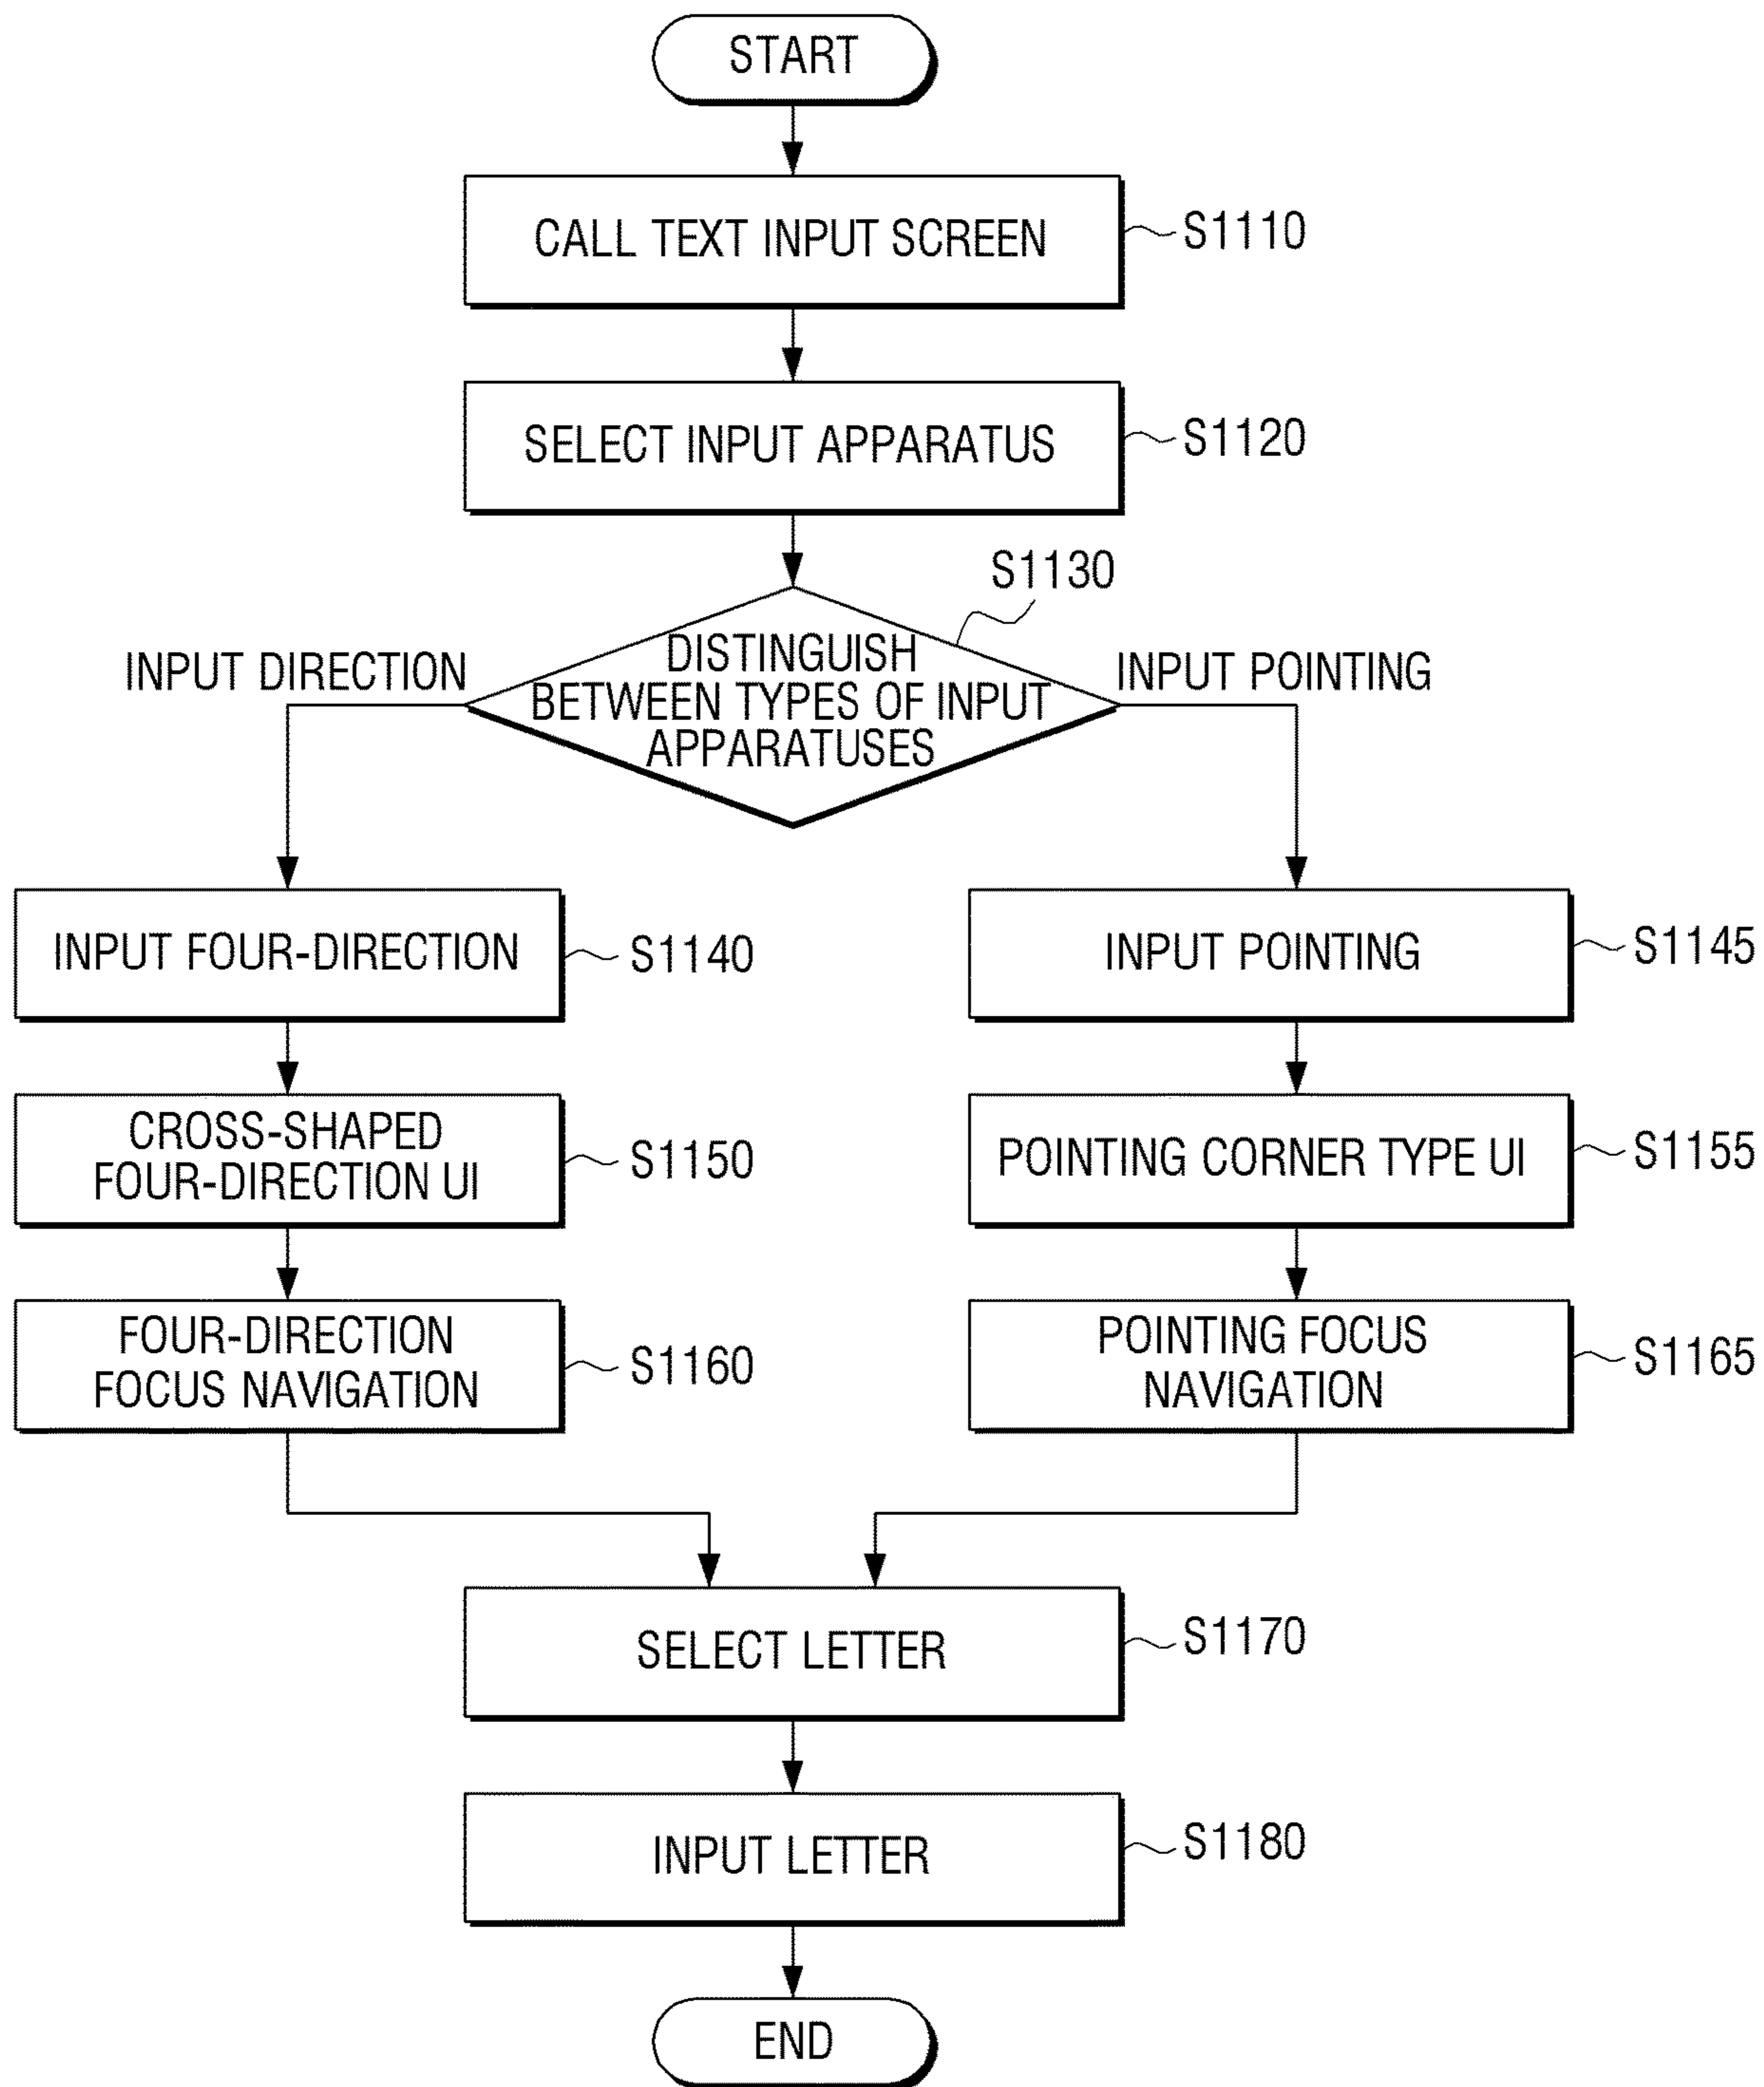 START
CALL TEXT INPUT SCREEN
S1110
SELECT INPUT APPARATUS
S1120
S1130
DISTINGUISH
BETWEEN TYPES OF INPUT
APPARATUSES
INPUT DIRECTION
INPUT POINTING
INPUT FOUR-DIRECTION
S1140
INPUT POINTING
S1145
CROSS-SHAPED
FOUR-DIRECTION UI
S1150
POINTING CORNER TYPE UI
S1155
FOUR-DIRECTION
FOCUS NAVIGATION
S1160
POINTING FOCUS
NAVIGATION
S1165
SELECT LETTER
S1170
INPUT LETTER
S1180
END